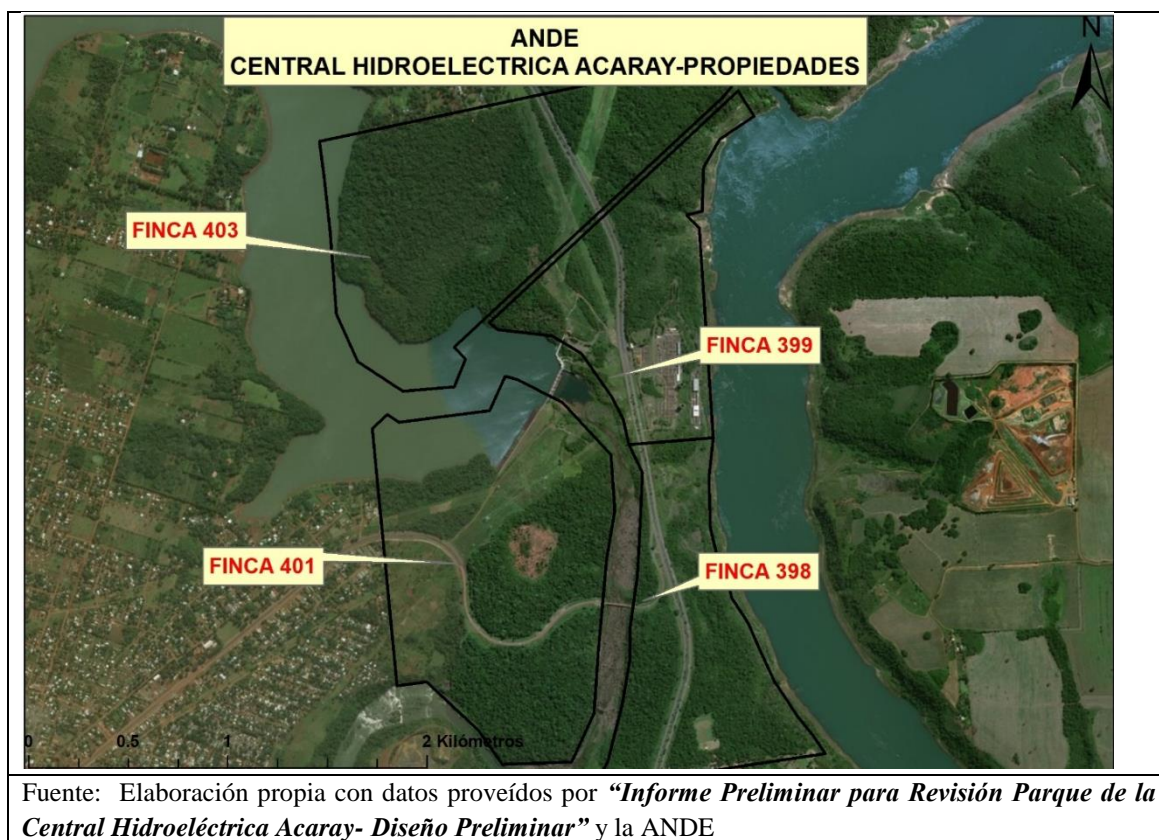 ANDE
CENTRAL HIDROELECTRICA ACARAY-PROPIEDADES
N
FINCA 403
FINCA 399
FINCA 401
FINCA 398
0 0.5 1 2 Kilómetros
Fuente: Elaboración propia con datos proveídos por “Informe Preliminar para Revisión Parque de la
Central Hidroeléctrica Acaray- Diseño Preliminar” y la ANDE